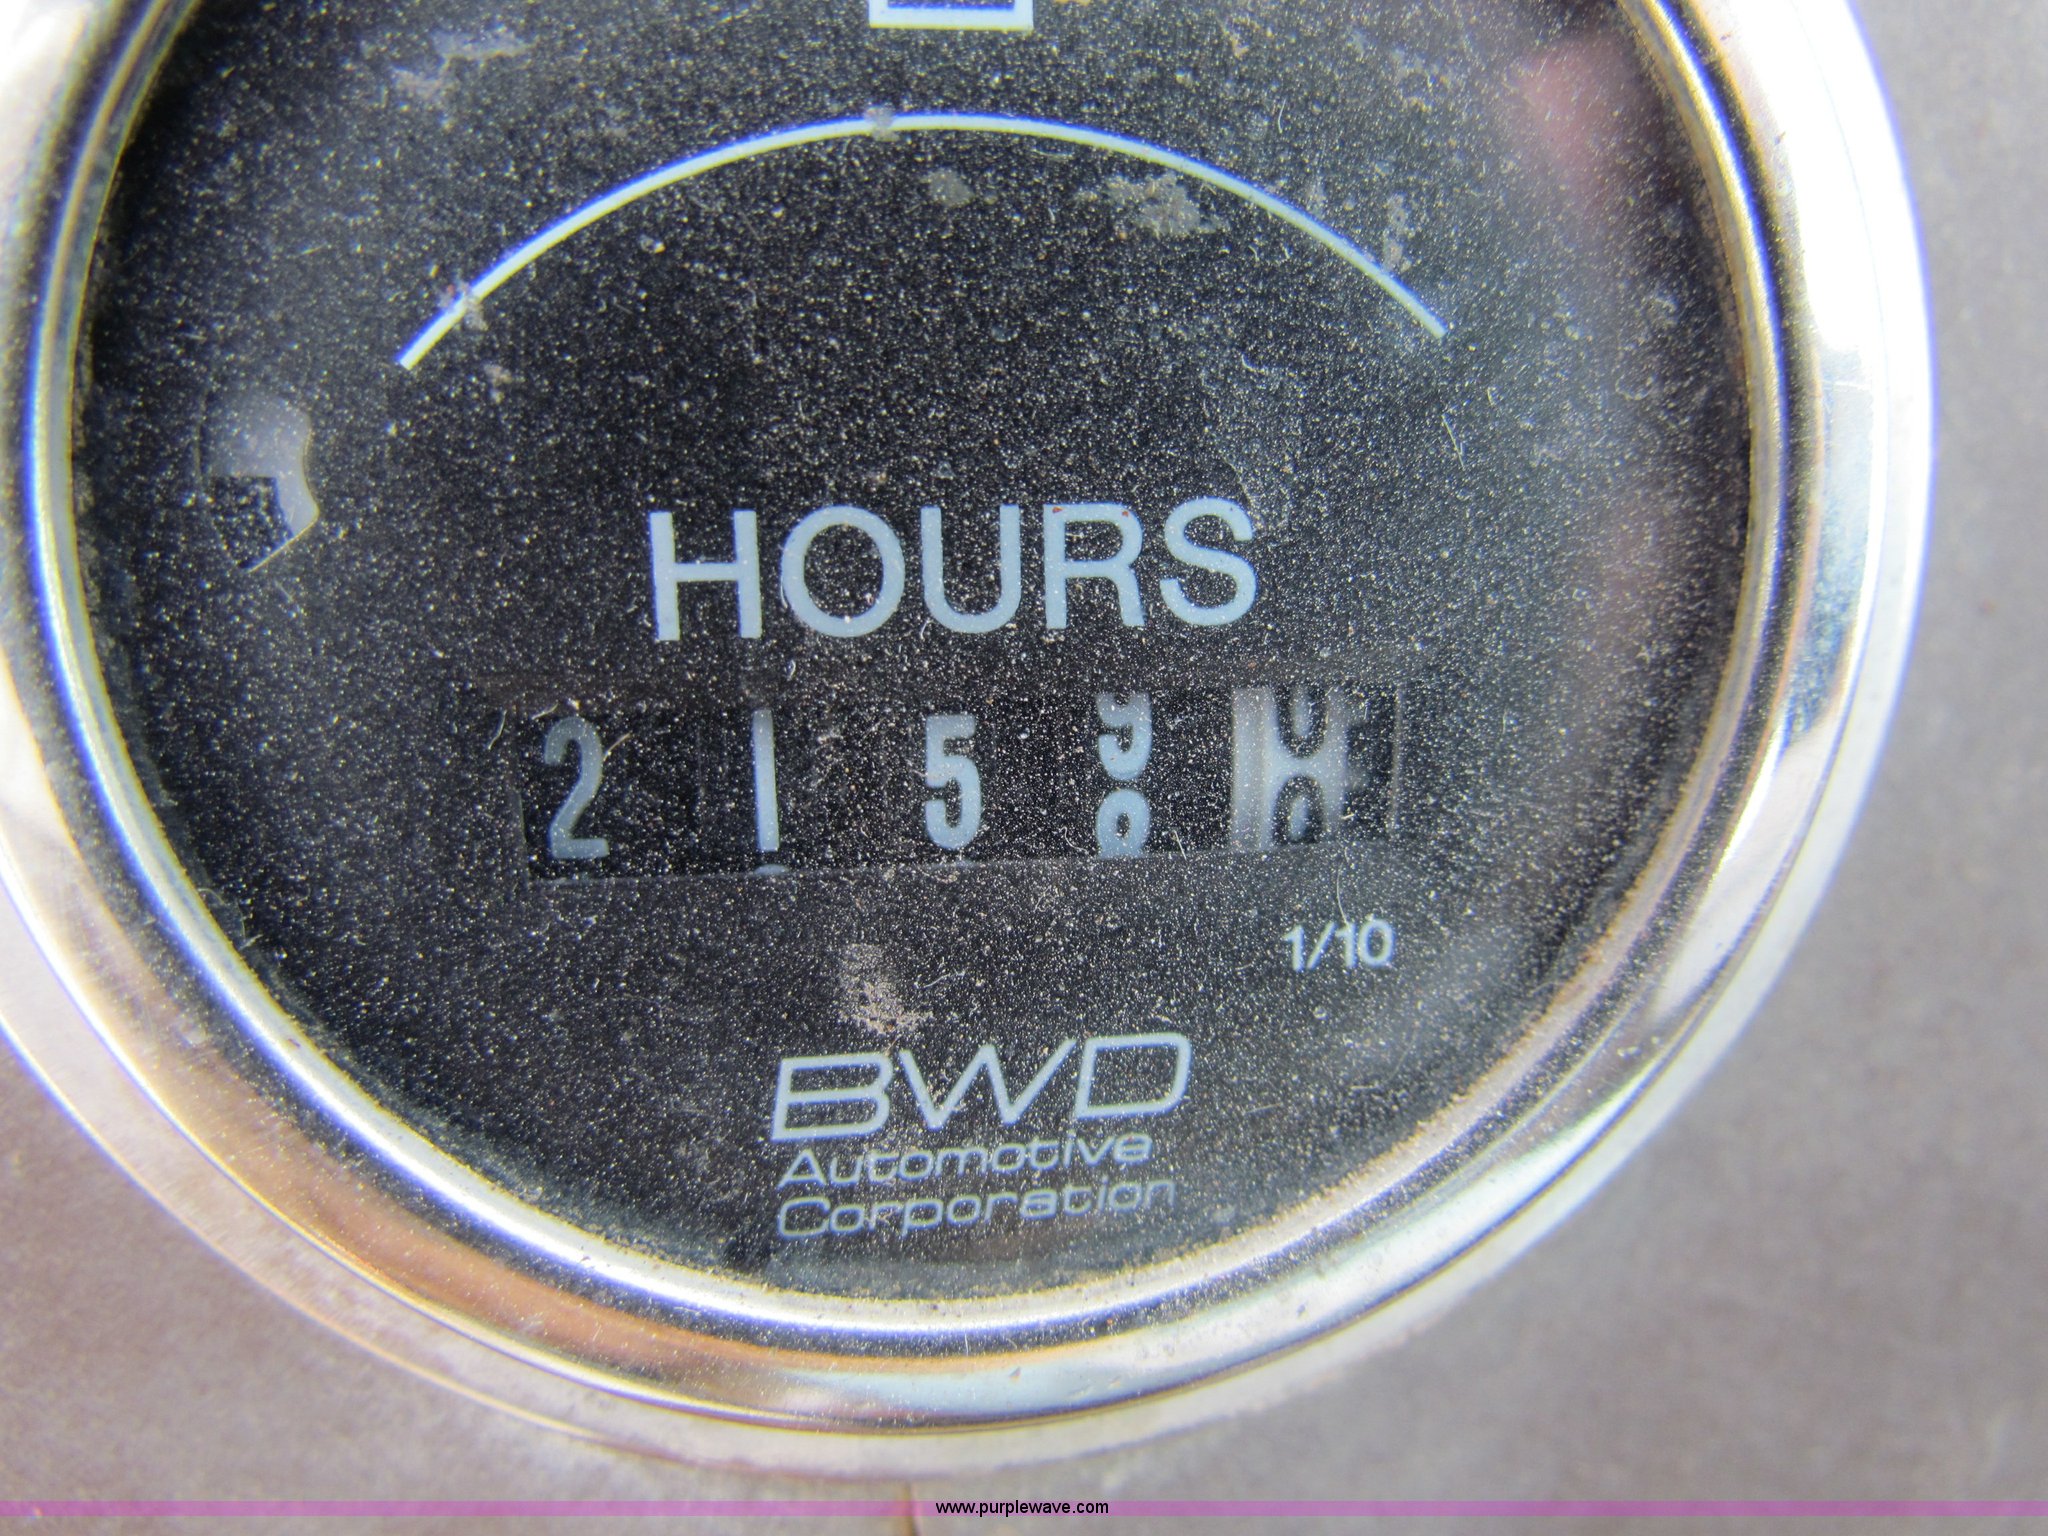 HOURS
2 1 5
1/10
BWD
Automotive
Corporation
www.purplewave.com